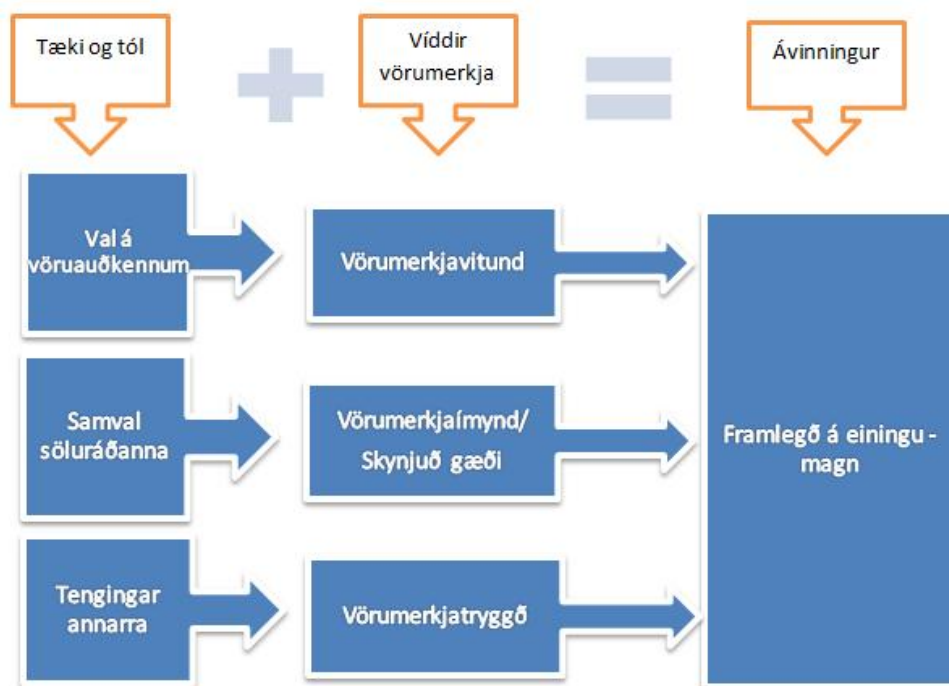 Tæki og tól
Víddir
vörumerkja
Ávinningur
Val á
vöruauðkennum
Vörumerkjavitund
Samval
söluráðanna
Vörumerkjaímynd/
Skynjuð gæði
Framlegð á einingu -
magn
Tengingar
annarra
Vörumerkjatryggð